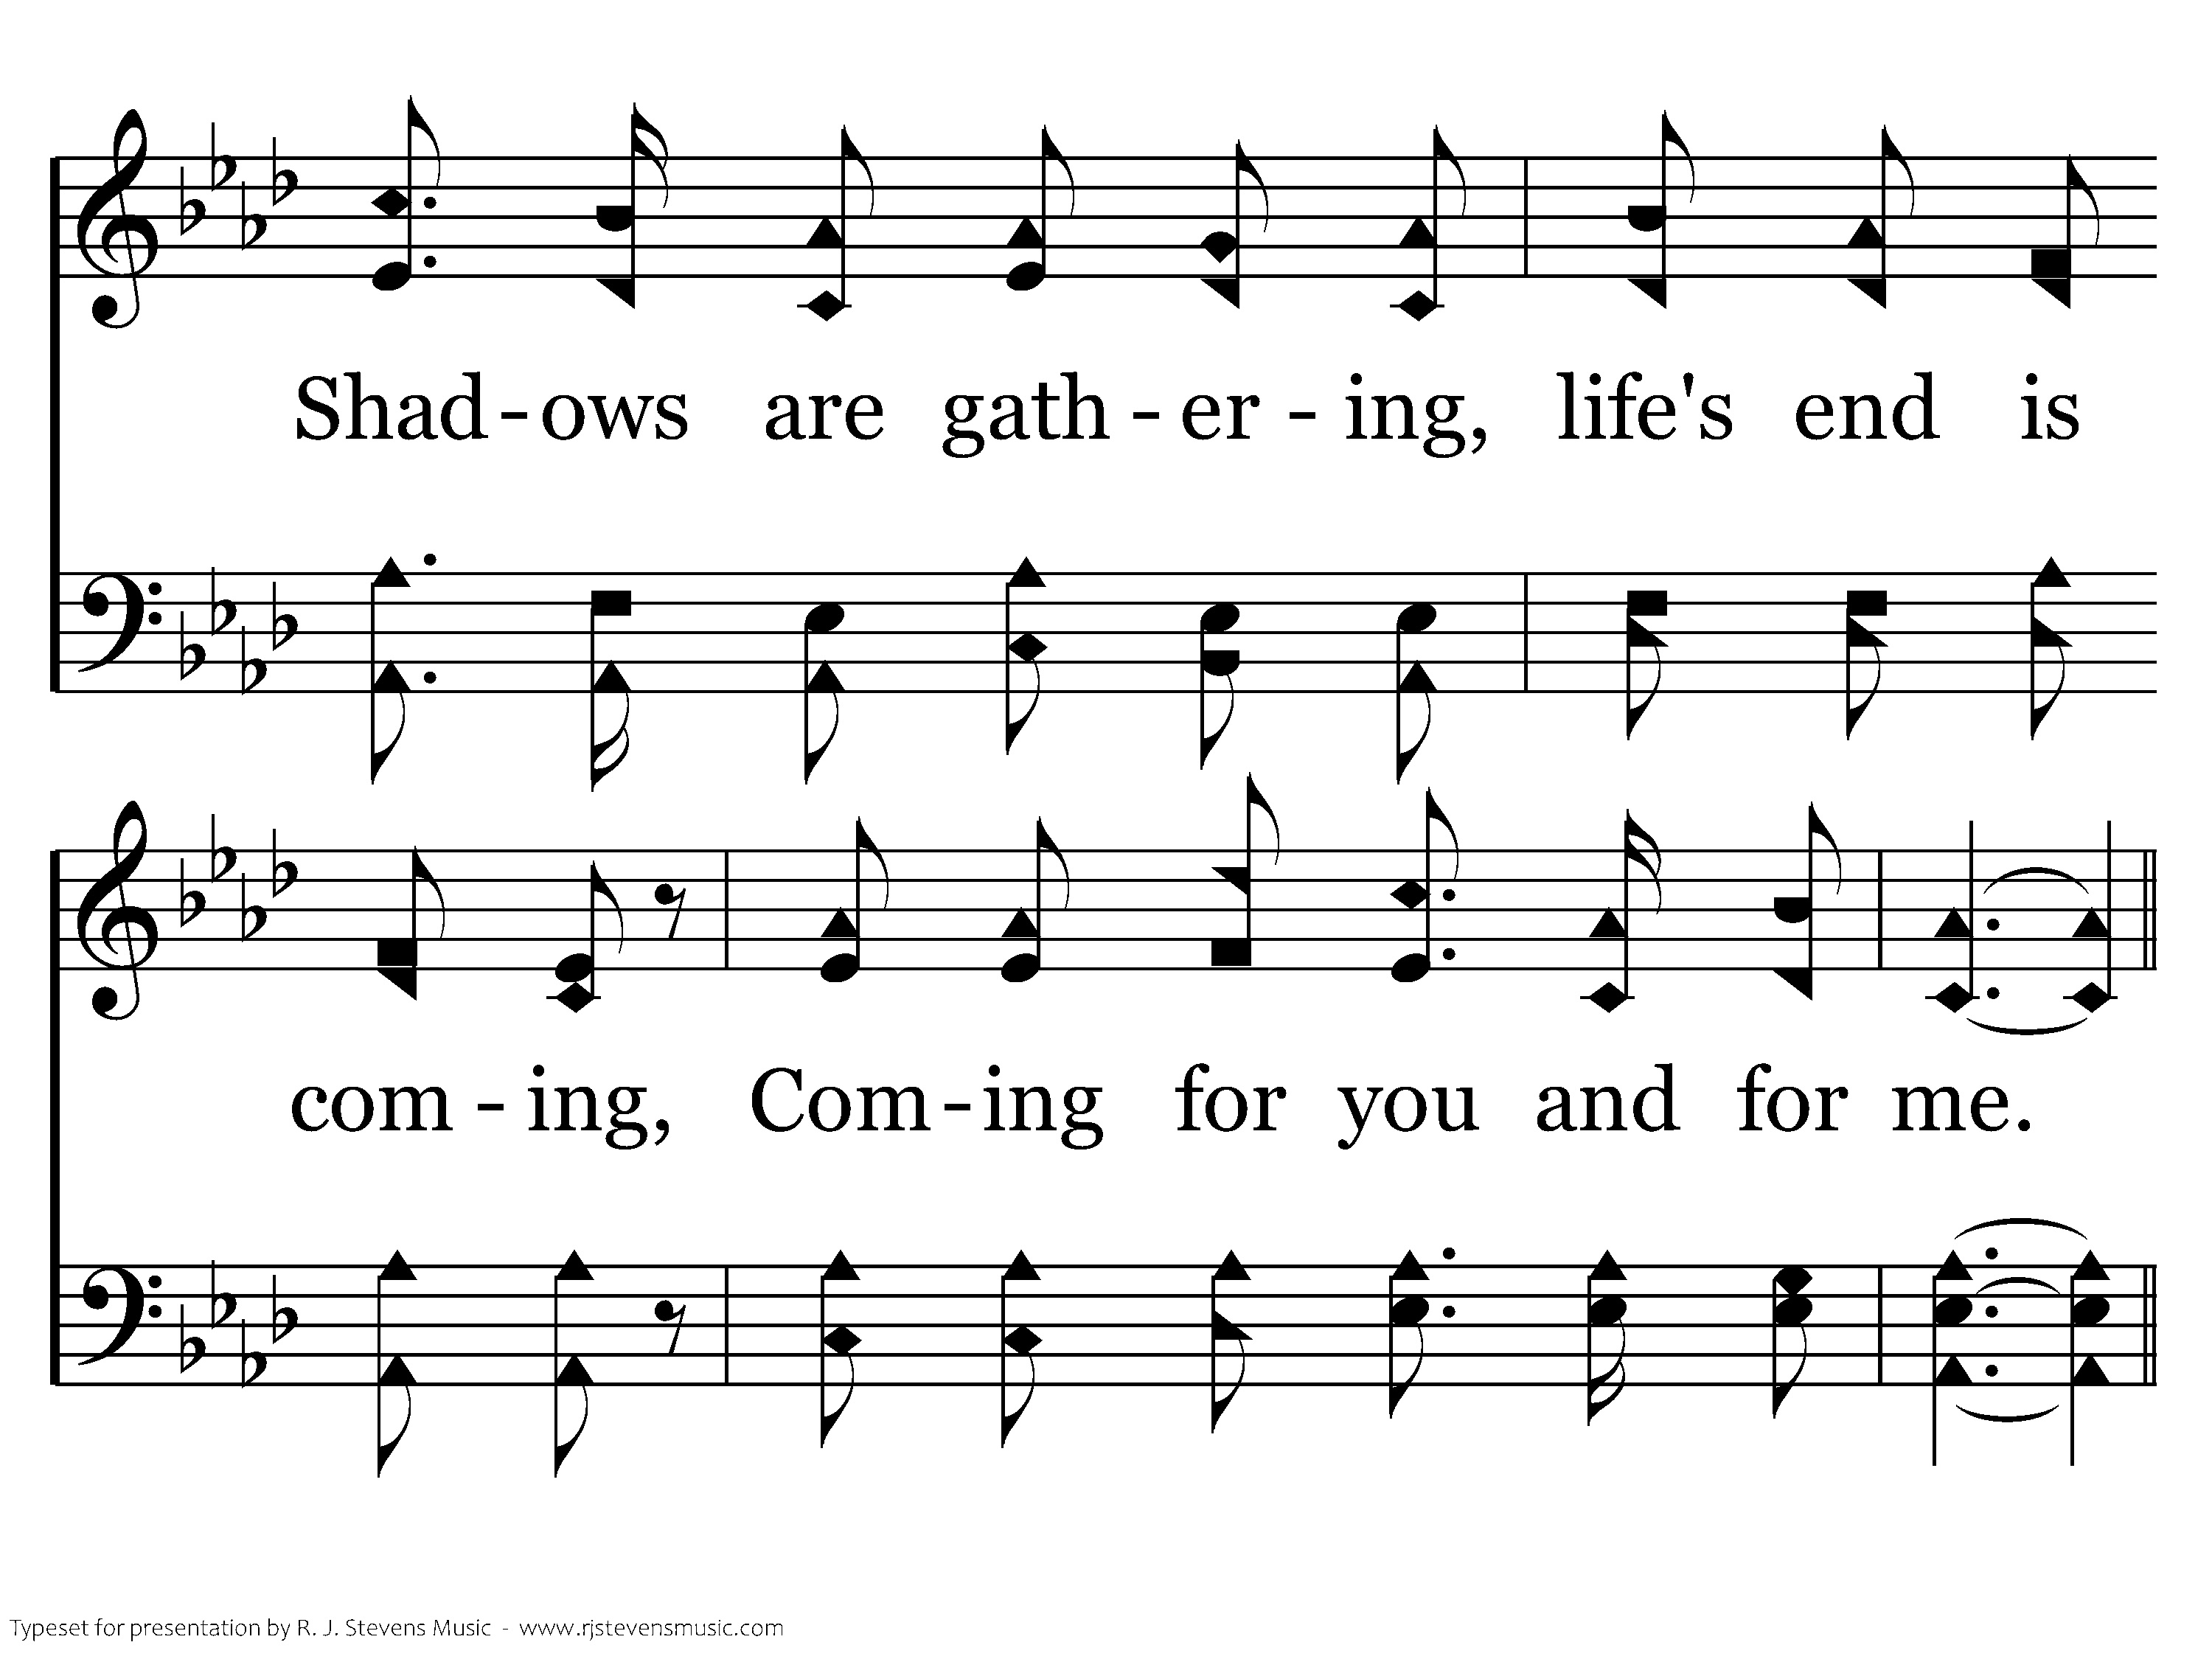 Shad - ows are gath - er - ing, life's end is
com - ing, Com - ing for you and for me.
Typeset for presentation by R. J. Stevens Music - www.rjstevensmusic.com